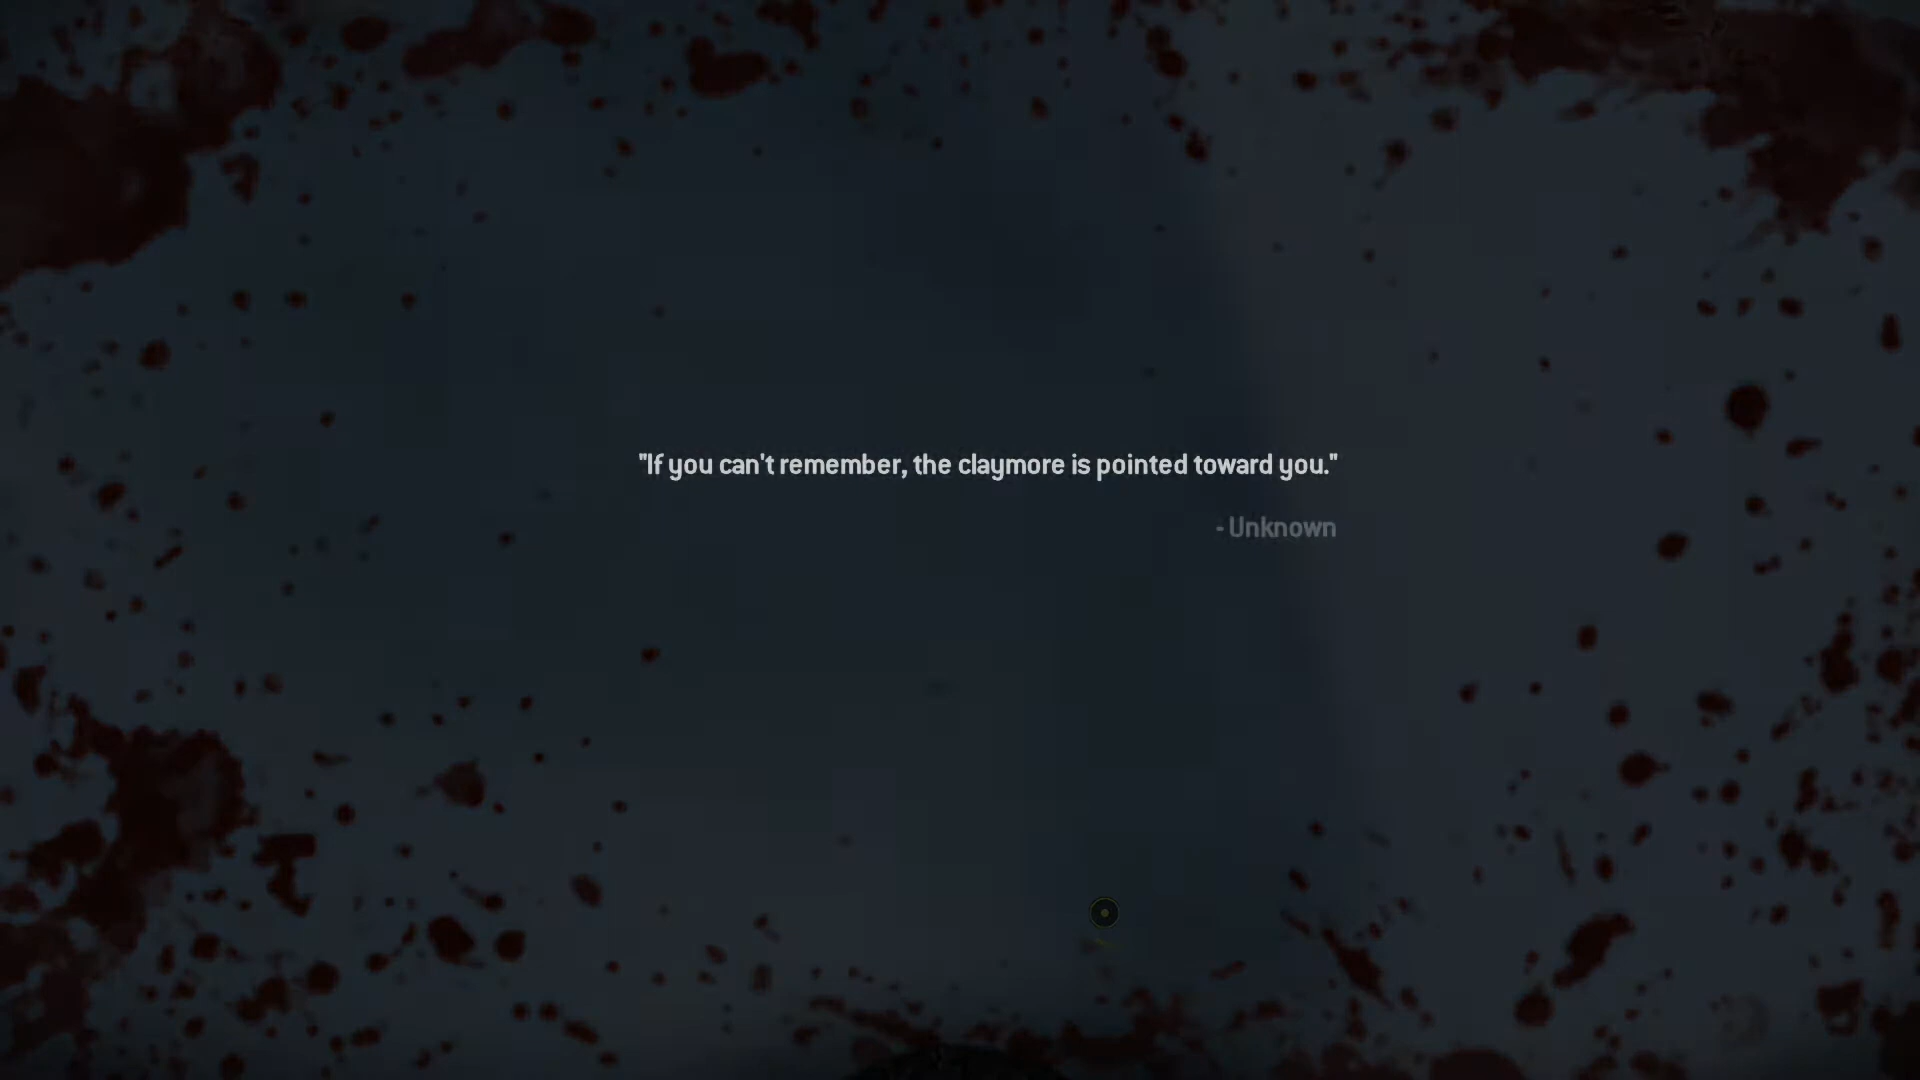 "If you can't remember, the claymore is pointed toward you."
- Unknown